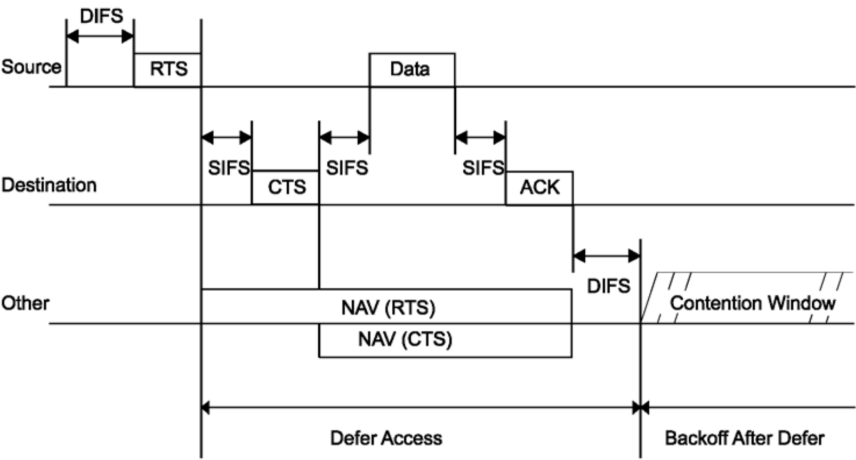 DIFS
Source
RTS
Data
SIFS
SIFS
SIFS
Destination
CTS
ACK
DIFS
Other
NAV (RTS)
Contention Window
NAV (CTS)
Defer Access
Backoff After Defer